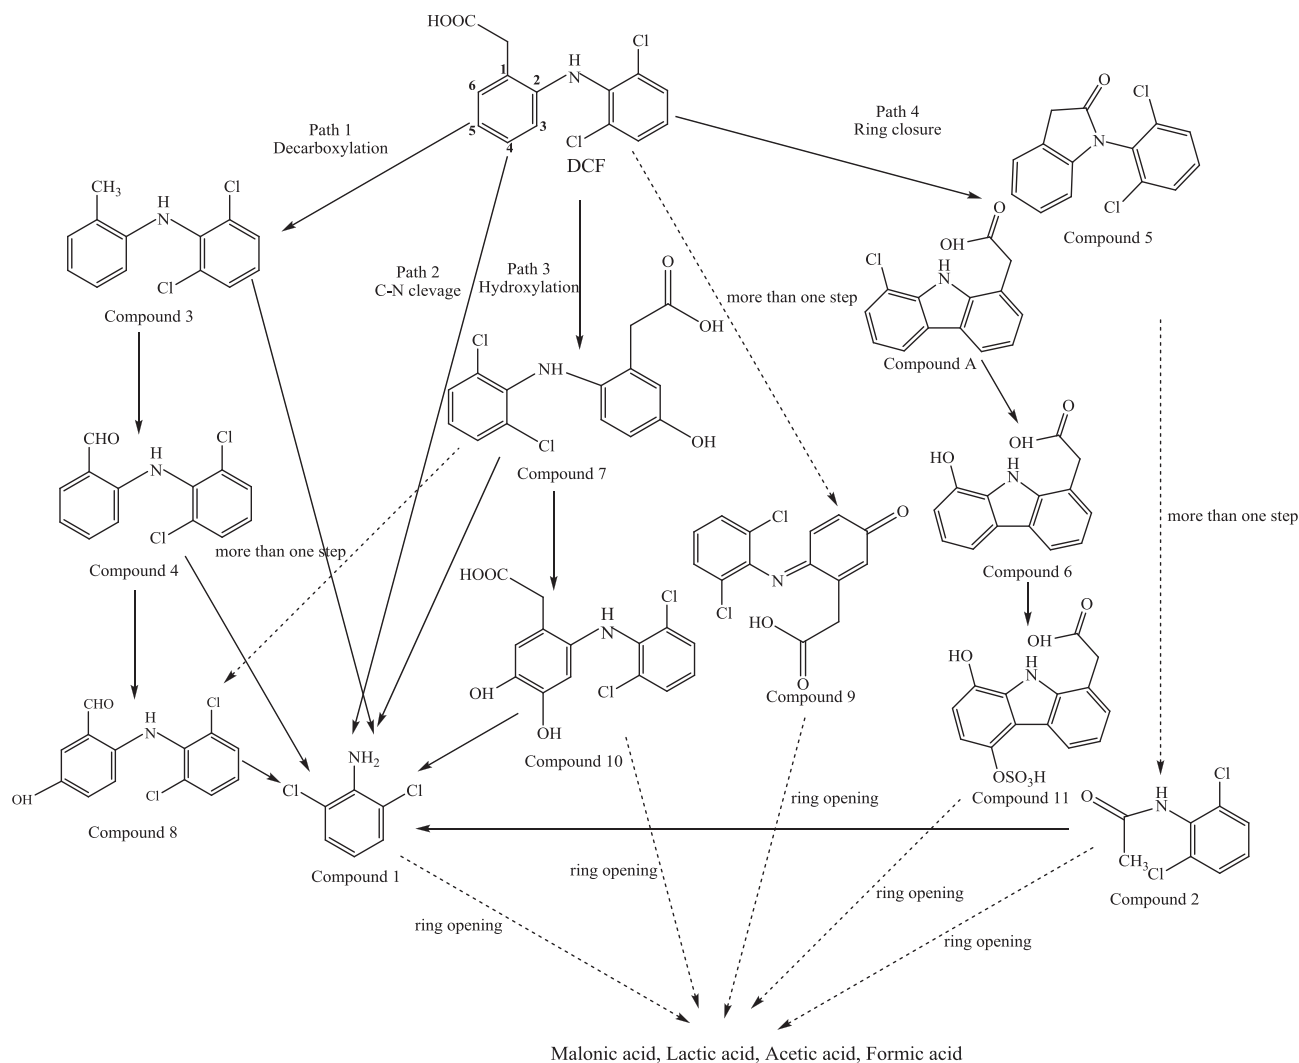 HOOC
Cl
H
N
1
2
3
4
5
6
Cl
DCF
Path 1
Decarboxylation
Path 4
Ring closure
O
N
Cl
Cl
Compound 5
CH3
H
N
Cl
Cl
Compound 3
Path 2
C-N clevage
Path 3
Hydroxylation
O
OH
Cl
NH
Cl
OH
Compound 7
more than one step
O
OH
Cl
H
N
Compound A
CHO
H
N
Cl
Cl
Compound 4
more than one step
O
OH
HO
H
N
Compound 6
more than one step
O
Cl
Cl
N
HO
O
Compound 9
HOOC
H
N
Cl
Cl
OH
OH
Compound 10
O
OH
HO
H
N
OSO3H
Compound 11
CHO
H
N
Cl
Cl
OH
Compound 8
NH2
Cl
Cl
Compound 1
O
H
N
Cl
CH3
Cl
Compound 2
ring opening
ring opening
ring opening
ring opening
ring opening
Malonic acid, Lactic acid, Acetic acid, Formic acid